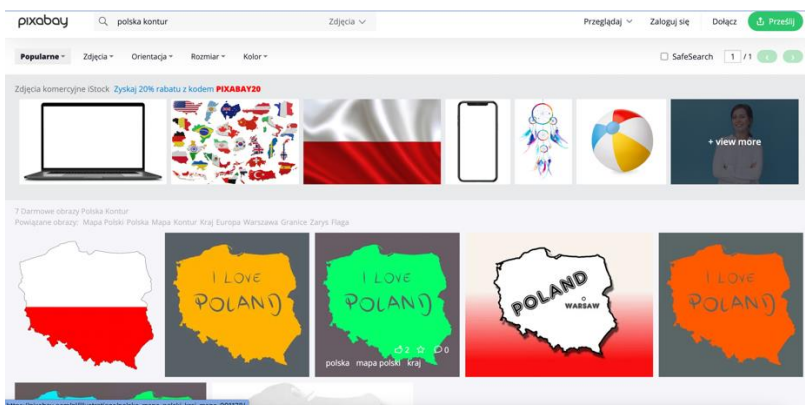 pixabay
polska kontur
Zdjęcia
Przeglądaj
Zaloguj się
Dołącz
Prześlij
Popularne
Zdjęcia
Orientacja
Rozmiar
Kolor
SafeSearch
1 / 1
Zdjęcia komercyjne iStock Zyskaj 20% rabatu z kodem PIXABAY20
+ view more
7 Darmowe obrazy Polska Kontur
Powiązane obrazy: Mapa Polski Polska Mapa Kontur Kraj Europa Warszawa Granice Zarys Flaga
I LOVE
POLAND
I LOVE
POLAND
2 0
polska mapa polski kraj
POLAND
WARSAW
I LOVE
POLAND